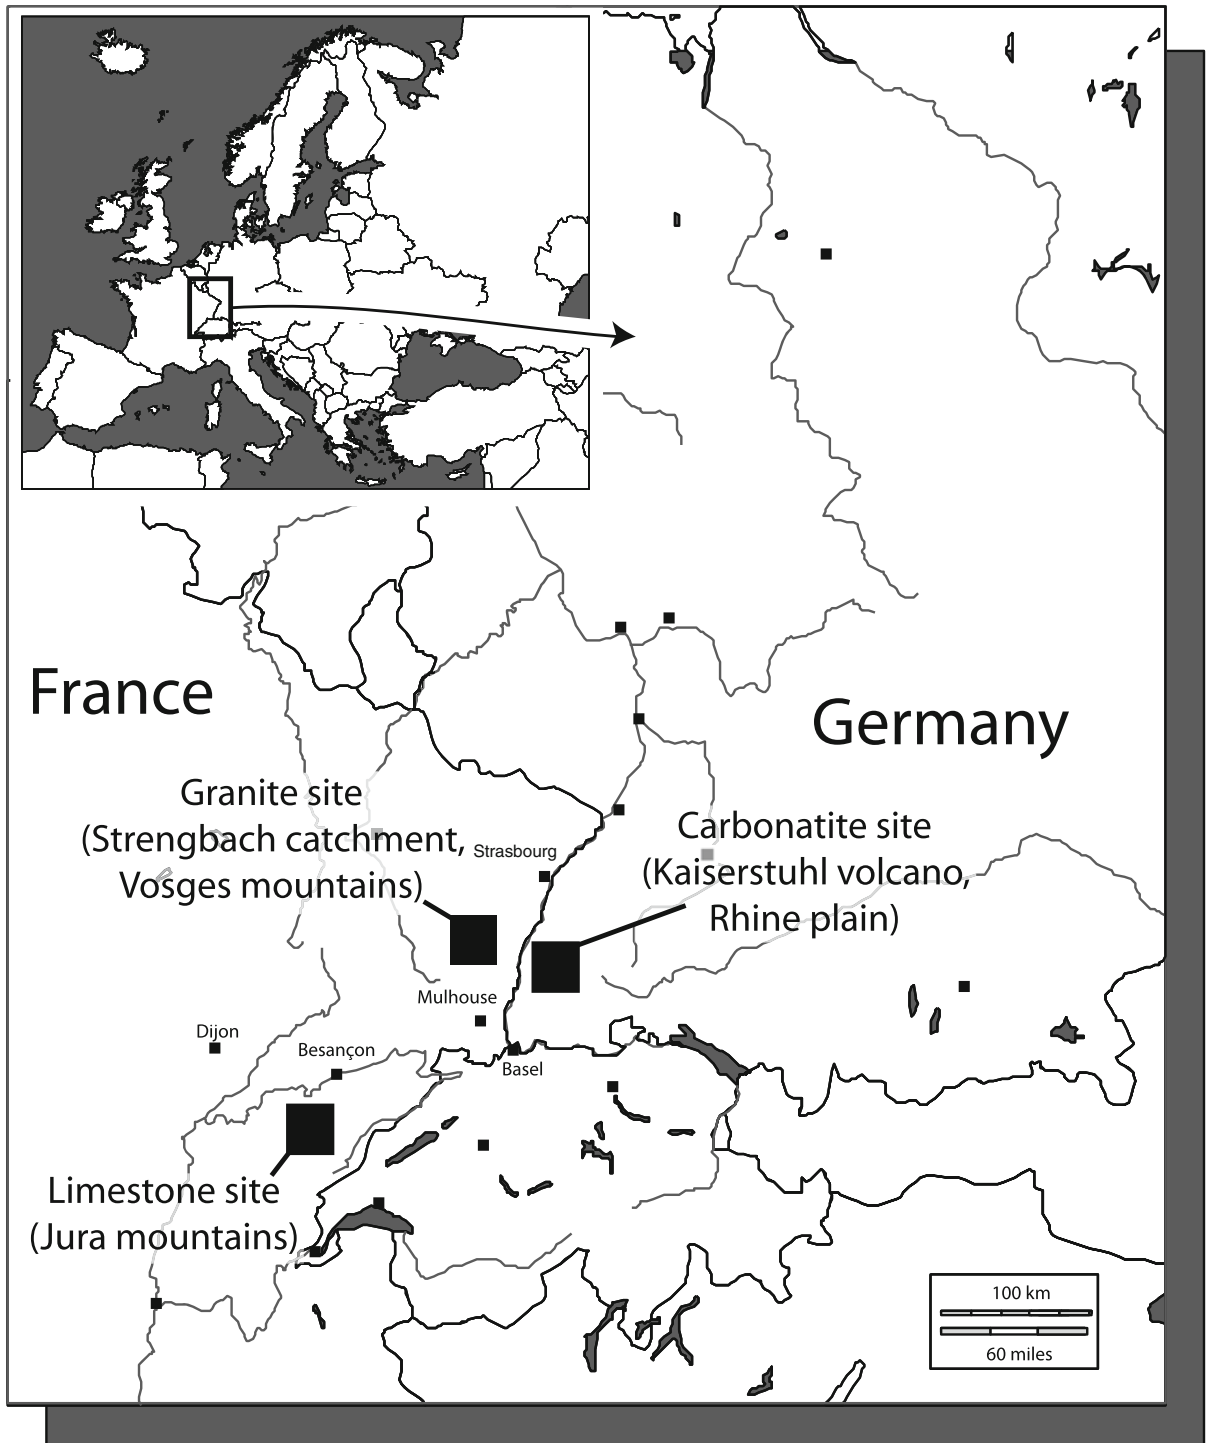 France
Germany
Granite site
(Strengbach catchment,
Vosges mountains)
Strasbourg
Carbonatite site
(Kaiserstuhl volcano,
Rhine plain)
Mulhouse
Dijon
Besançon
Basel
Limestone site
(Jura mountains)
100 km
60 miles